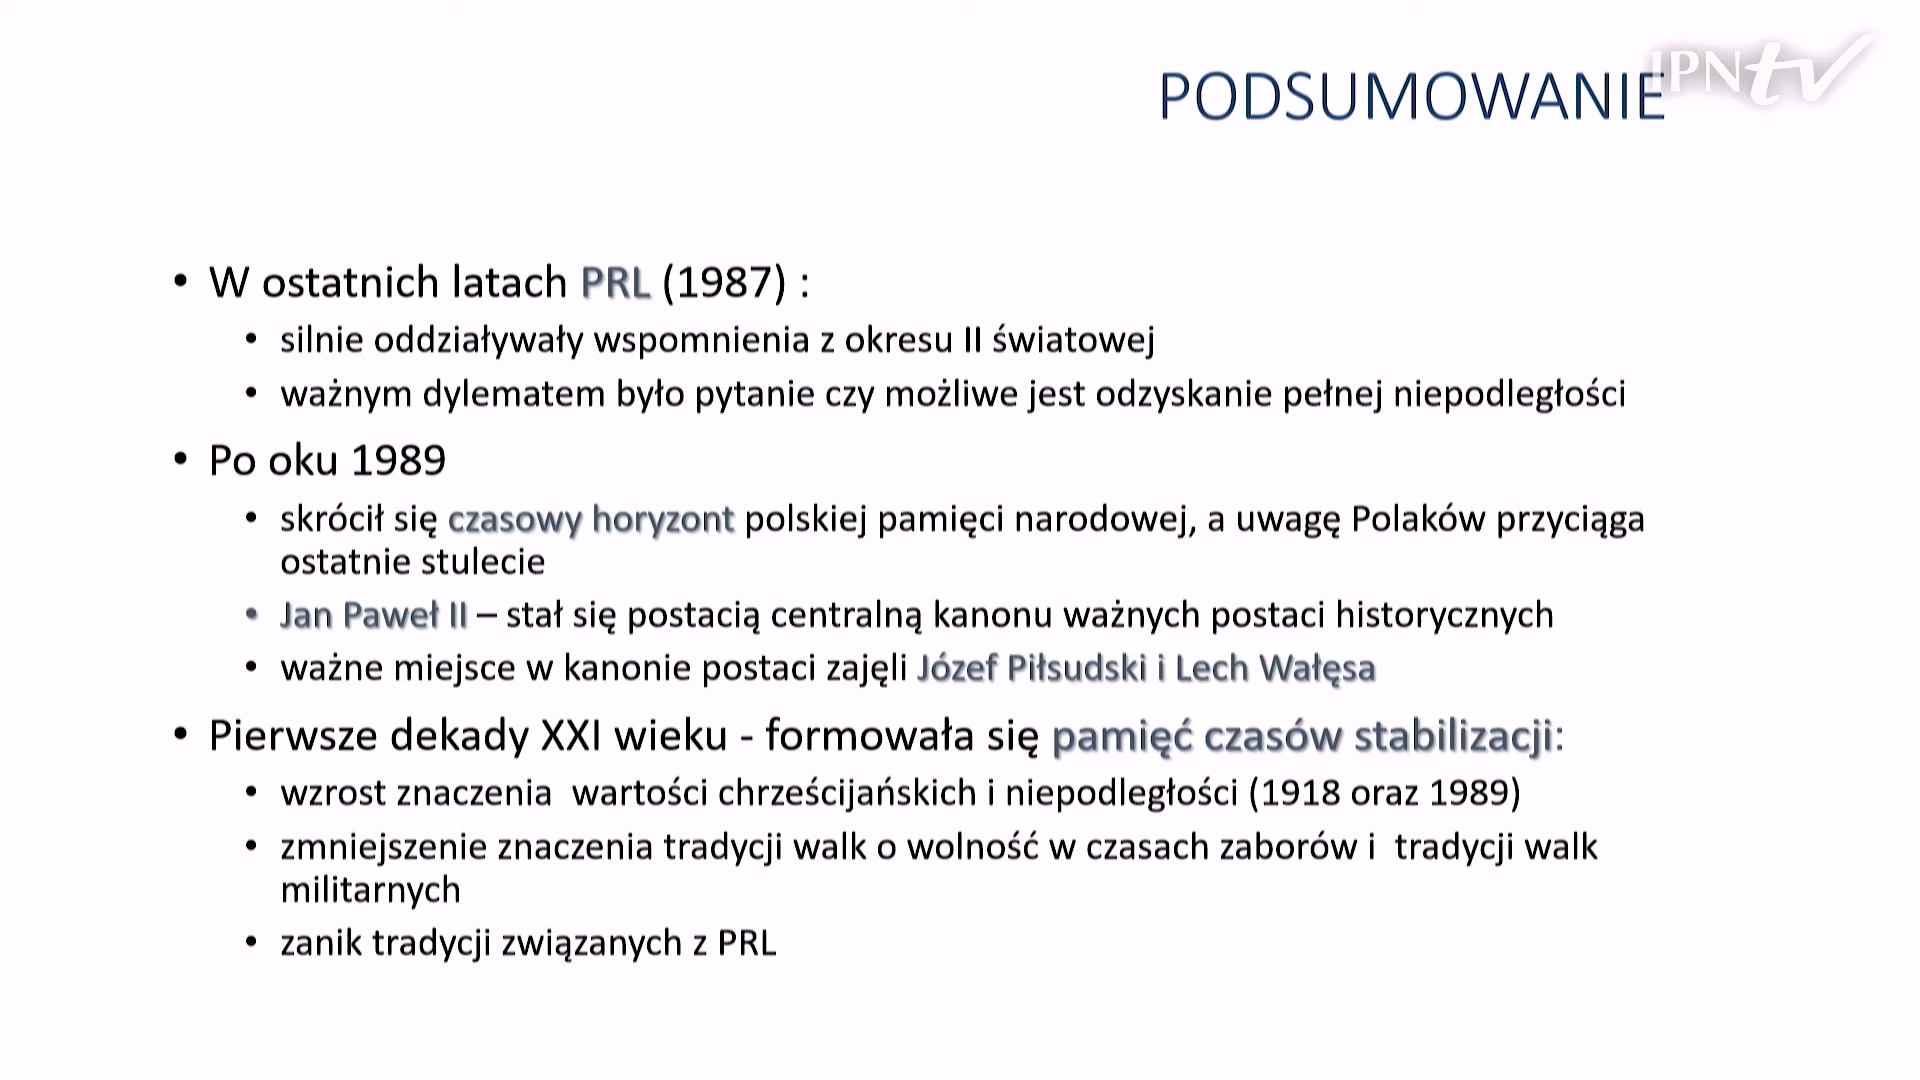 IPNtv
PODSUMOWANIE
• W ostatnich latach PRL (1987) :
• silnie oddziaływały wspomnienia z okresu II światowej
• ważnym dylematem było pytanie czy możliwe jest odzyskanie pełnej niepodległości
• Po oku 1989
• skrócił się czasowy horyzont polskiej pamięci narodowej, a uwagę Polaków przyciąga
ostatnie stulecie
• Jan Paweł II – stał się postacią centralną kanonu ważnych postaci historycznych
• ważne miejsce w kanonie postaci zajęli Józef Piłsudski i Lech Wałęsa
• Pierwsze dekady XXI wieku - formowała się pamięć czasów stabilizacji:
• wzrost znaczenia  wartości chrześcijańskich i niepodległości (1918 oraz 1989)
• zmniejszenie znaczenia tradycji walk o wolność w czasach zaborów i  tradycji walk
militarnych
• zanik tradycji związanych z PRL